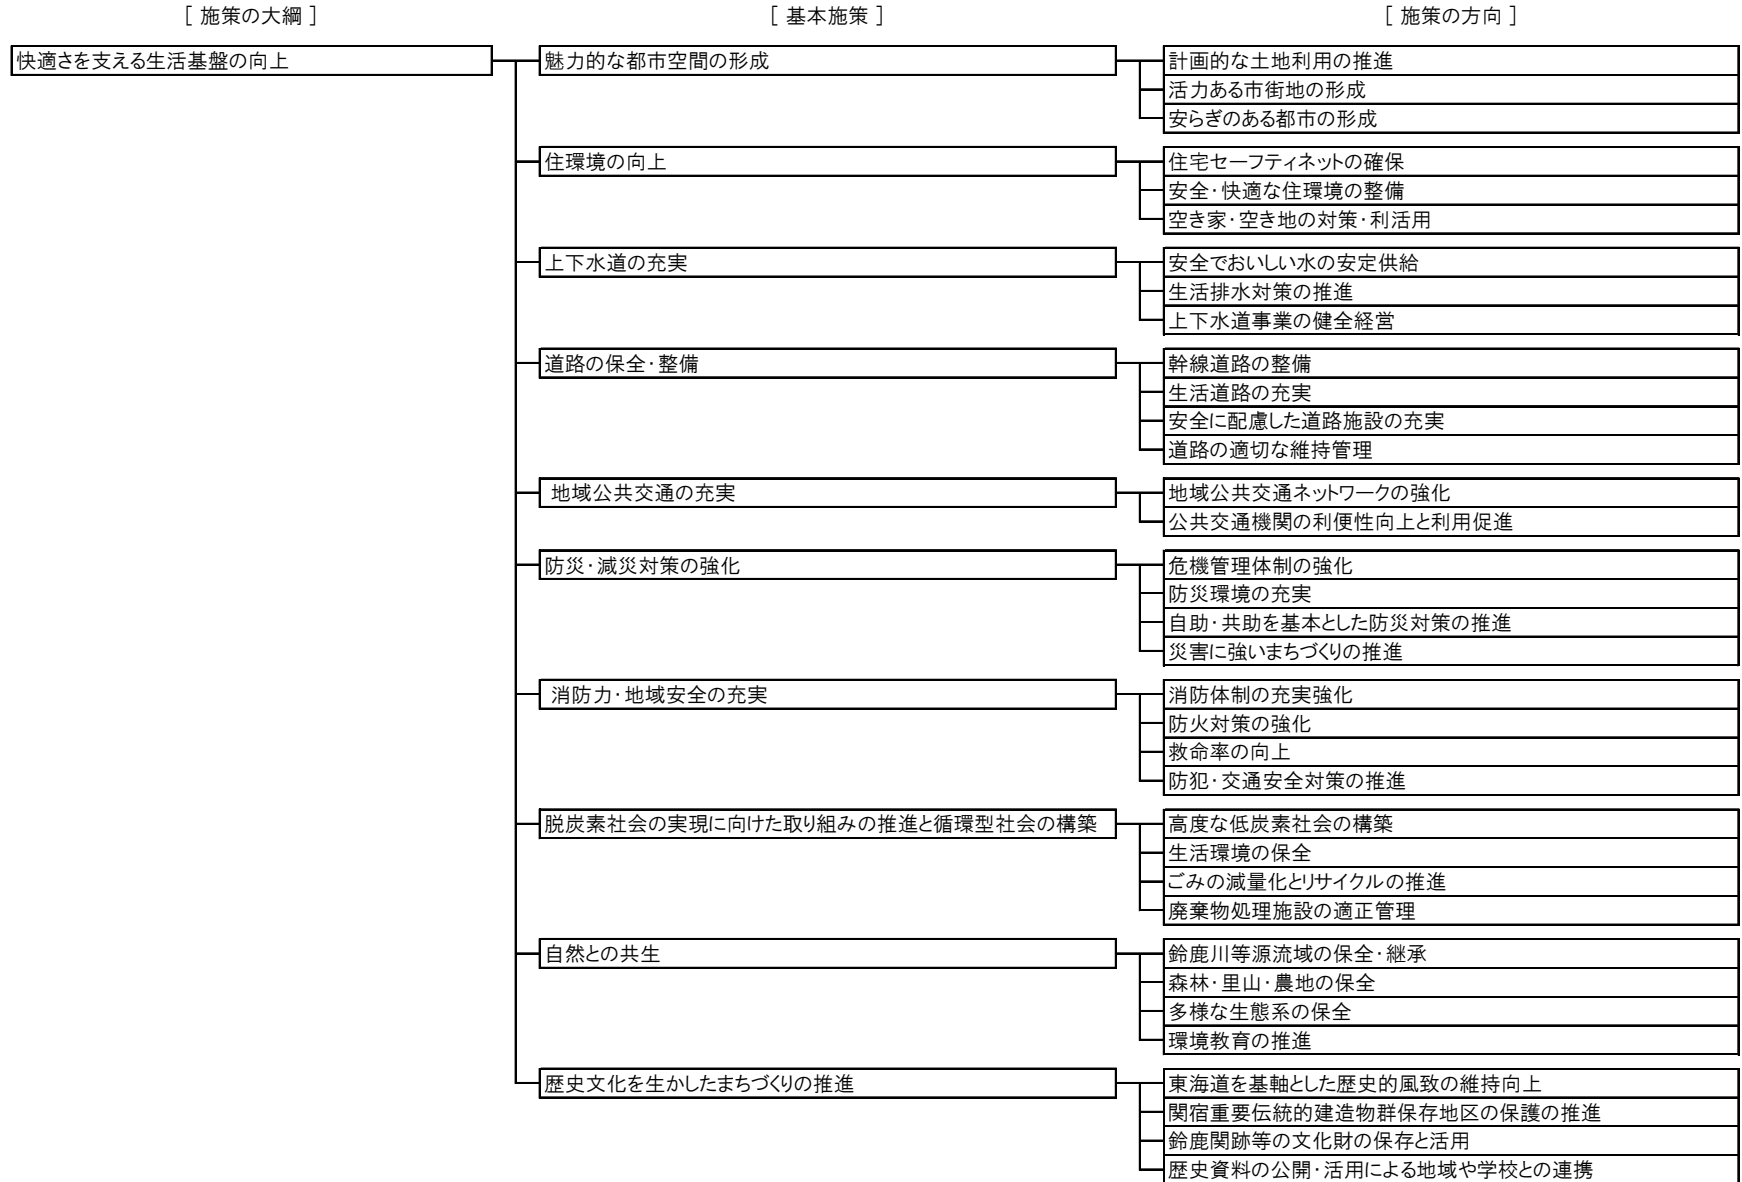 ［ 施策の大綱 ］ ［ 基本施策 ］ ［ 施策の方向 ］
快適さを支える生活基盤の向上 魅力的な都市空間の形成 計画的な土地利用の推進
活力ある市街地の形成
安らぎのある都市の形成
住環境の向上 住宅セーフティネットの確保
安全・快適な住環境の整備
空き家・空き地の対策・利活用
上下水道の充実 安全でおいしい水の安定供給
生活排水対策の推進
上下水道事業の健全経営
道路の保全・整備 幹線道路の整備
生活道路の充実
安全に配慮した道路施設の充実
道路の適切な維持管理
地域公共交通の充実 地域公共交通ネットワークの強化
公共交通機関の利便性向上と利用促進
防災・減災対策の強化 危機管理体制の強化
防災環境の充実
自助・共助を基本とした防災対策の推進
災害に強いまちづくりの推進
消防力・地域安全の充実 消防体制の充実強化
防火対策の強化
救命率の向上
防犯・交通安全対策の推進
脱炭素社会の実現に向けた取り組みの推進と循環型社会の構築 高度な低炭素社会の構築
生活環境の保全
ごみの減量化とリサイクルの推進
廃棄物処理施設の適正管理
自然との共生 鈴鹿川等源流域の保全・継承
森林・里山・農地の保全
多様な生態系の保全
環境教育の推進
歴史文化を生かしたまちづくりの推進 東海道を基軸とした歴史的風致の維持向上
関宿重要伝統的建造物群保存地区の保護の推進
鈴鹿関跡等の文化財の保存と活用
歴史資料の公開・活用による地域や学校との連携